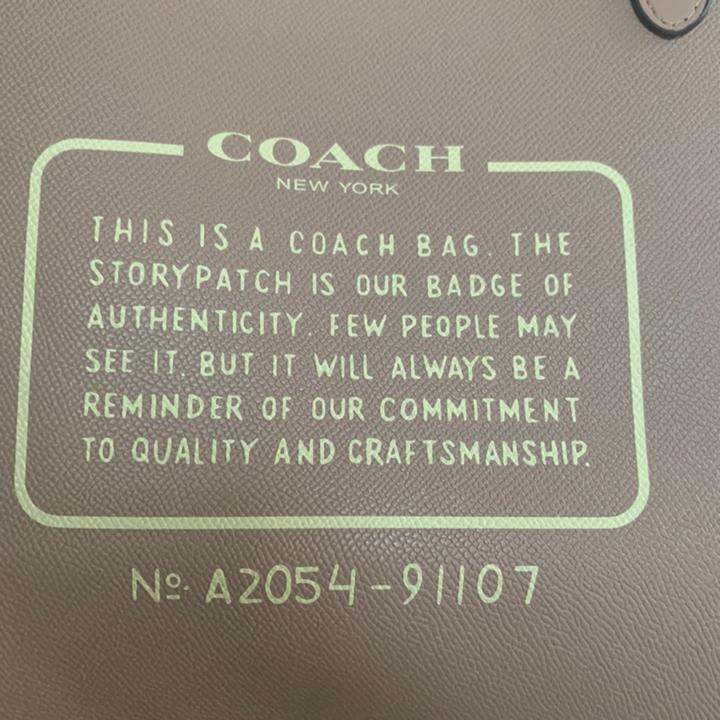 COACH
NEW YORK
THIS IS A COACH BAG. THE
STORYPATCH IS OUR BADGE OF
AUTHENTICITY. FEW PEOPLE MAY
SEE IT, BUT IT WILL ALWAYS BE A
REMINDER OF OUR COMMITMENT
TO QUALITY AND CRAFTSMANSHIP.
Nº. A2054-91107